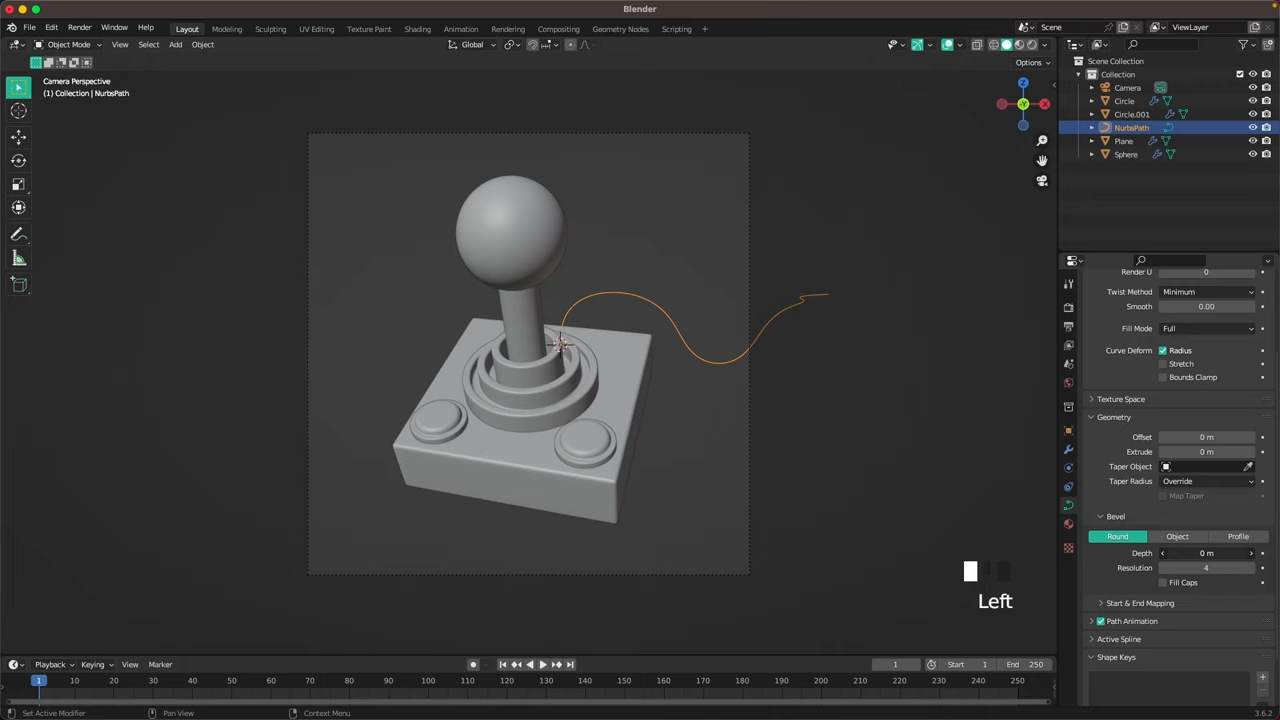 Blender
File Edit Render Window Help
Layout Modeling Sculpting UV Editing Texture Paint Shading Animation Rendering Compositing Geometry Nodes Scripting +
Scene
ViewLayer
Object Mode View Select Add Object
Global
Options
Camera Perspective
(1) Collection | NurbsPath
Z
Y
X
Scene Collection
Collection
Camera
Circle
Circle.001
NurbsPath
Plane
Sphere
Render U 0
Twist Method Minimum
Smooth 0.00
Fill Mode Full
Curve Deform Radius
Stretch
Bounds Clamp
Texture Space
Geometry
Offset 0 m
Extrude 0 m
Taper Object
Taper Radius Override
Map Taper
Bevel
Round Object Profile
Depth 0 m
Resolution 4
Fill Caps
Start & End Mapping
Path Animation
Active Spline
Shape Keys
Left
Playback Keying View Marker
1 Start 1 End 250
1 10 20 30 40 50 60 70 80 90 100 110 120 130 140 150 160 170 180 190 200 210 220 230 240 250
Set Active Modifier Pan View Context Menu
3.6.2